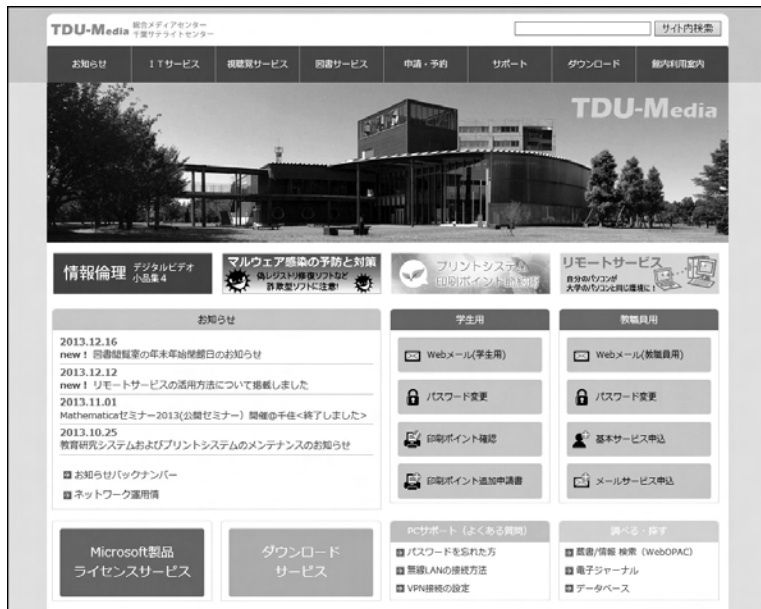 TDU-Media 総合メディアセンター
千葉サテライトセンター
サイト内検索
お知らせ ITサービス 視聴覚サービス 図書サービス 申請・予約 サポート ダウンロード 館内利用案内
TDU-Media
情報倫理 デジタルビデオ
小品集4
マルウェア感染の予防と対策
偽レジストリ修復ソフトなど
詐欺型ソフトに注意!
プリントシステム
印刷ポイント
リモートサービス
自分のパソコンが
大学のパソコンと同じ環境に!
お知らせ
2013.12.16
new! 図書閲覧室の年末年始閉館日のお知らせ
2013.12.12
new! リモートサービスの活用方法について掲載しました
2013.11.01
Mathematicaセミナー2013(公開セミナー）開催@千住<終了しました>
2013.10.25
教育研究システムおよびプリントシステムのメンテナンスのお知らせ
お知らせバックナンバー
ネットワーク運用情
学生用
Webメール(学生用)
パスワード変更
印刷ポイント確認
印刷ポイント追加申請書
教職員用
Webメール(教職員用)
パスワード変更
基本サービス申込
メールサービス申込
Microsoft製品
ライセンスサービス
ダウンロード
サービス
PCサポート（よくある質問）
パスワードを忘れた方
無線LANの接続方法
VPN接続の設定
調べる・探す
蔵書/情報 検索（WebOPAC）
電子ジャーナル
データベース